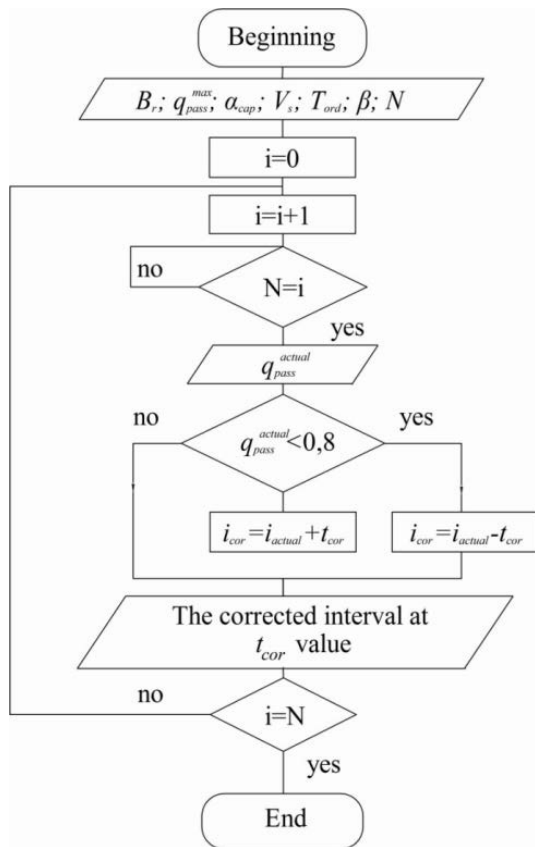 Beginning
B_r; q_pass^max; α_cap; V_s; T_ord; β; N
i=0
i=i+1
no
N=i
yes
q_pass^actual
no
yes
q_pass^actual<0,8
i_cor=i_actual+t_cor
i_cor=i_actual-t_cor
The corrected interval at
t_cor value
no
i=N
yes
End